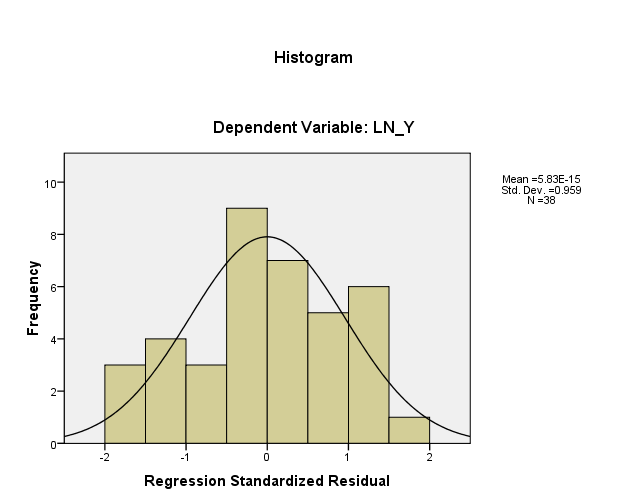 Histogram
Dependent Variable: LN_Y
Mean =5.83E-15
Std. Dev. =0.959
N =38
Frequency
10
8
6
4
2
0
-2 -1 0 1 2
Regression Standardized Residual